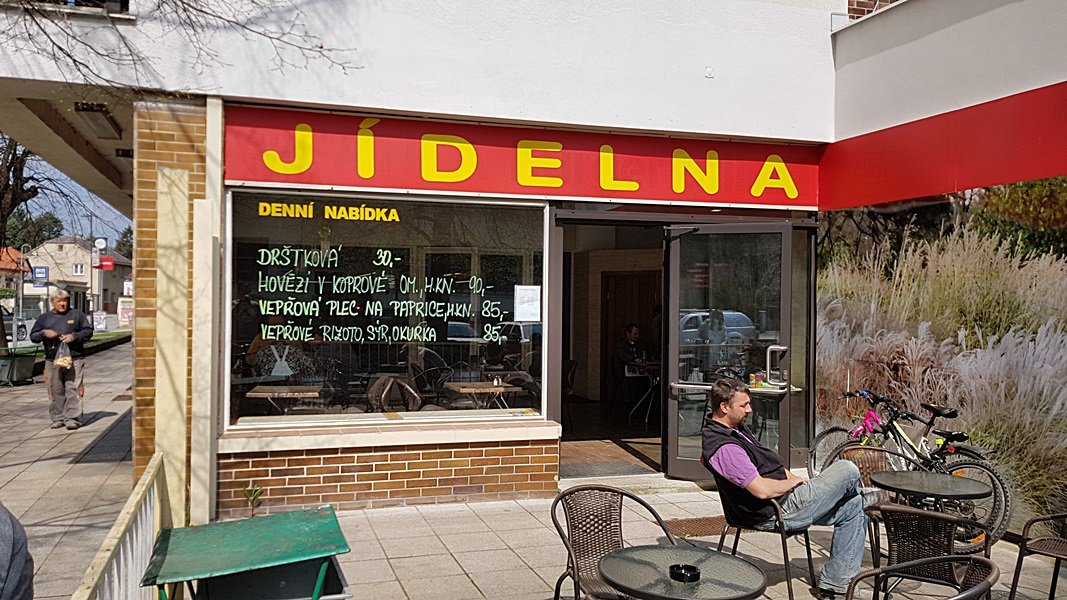 JÍDELNA
DENNÍ NABÍDKA
DRŠTKOVÁ 30,-
HOVĚZÍ V KOPROVÉ OM., H.KN. 90,-
VEPŘOVÁ PLEC NA PAPRICE, H.KN. 85,-
VEPŘOVÉ RIZOTO, SÝR, OKURKA 85,-